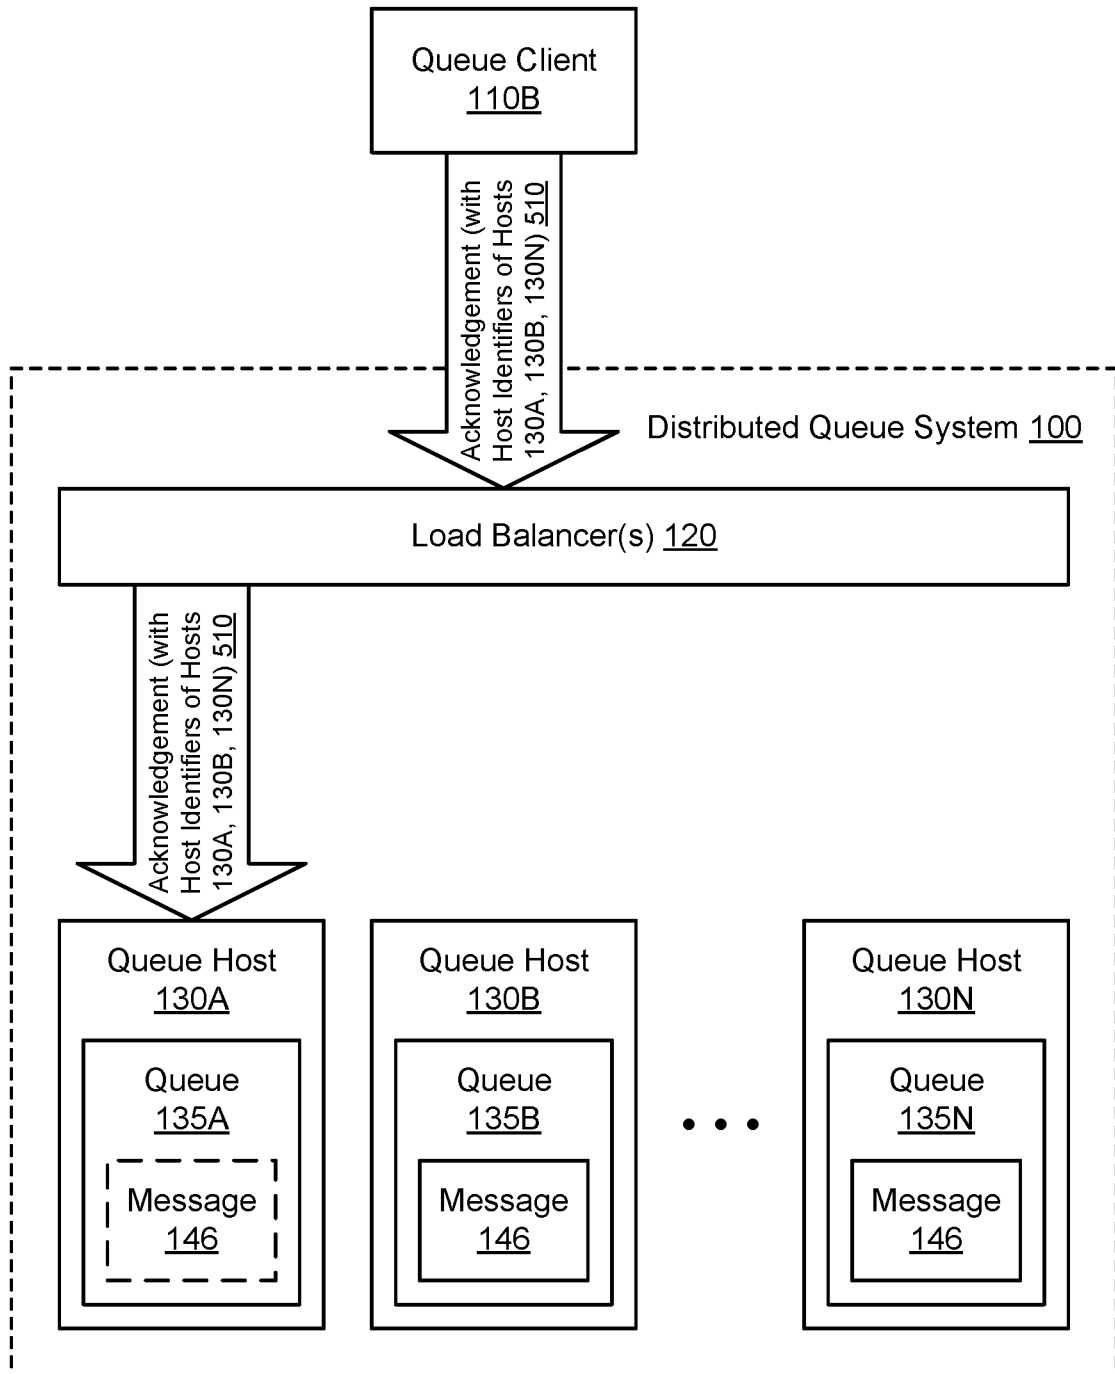 Queue Client
110B
Acknowledgement (with
Host Identifiers of Hosts
130A, 130B, 130N) 510
Distributed Queue System 100
Load Balancer(s) 120
Acknowledgement (with
Host Identifiers of Hosts
130A, 130B, 130N) 510
Queue Host
130A
Queue
135A
Message
146
Queue Host
130B
Queue
135B
Message
146
Queue Host
130N
Queue
135N
Message
146